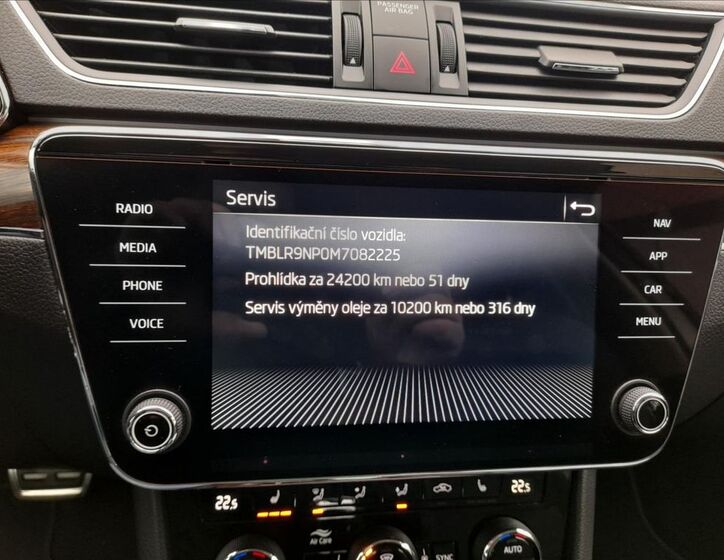 PASSENGER
AIR BAG
Servis
RADIO
MEDIA
PHONE
VOICE
Identifikační číslo vozidla:
TMBLR9NP0M7082225
Prohlídka za 24200 km nebo 51 dny
Servis výměny oleje za 10200 km nebo 316 dny
NAV
APP
CAR
MENU
22.5
22.5
Air Care
SYNC
AUTO